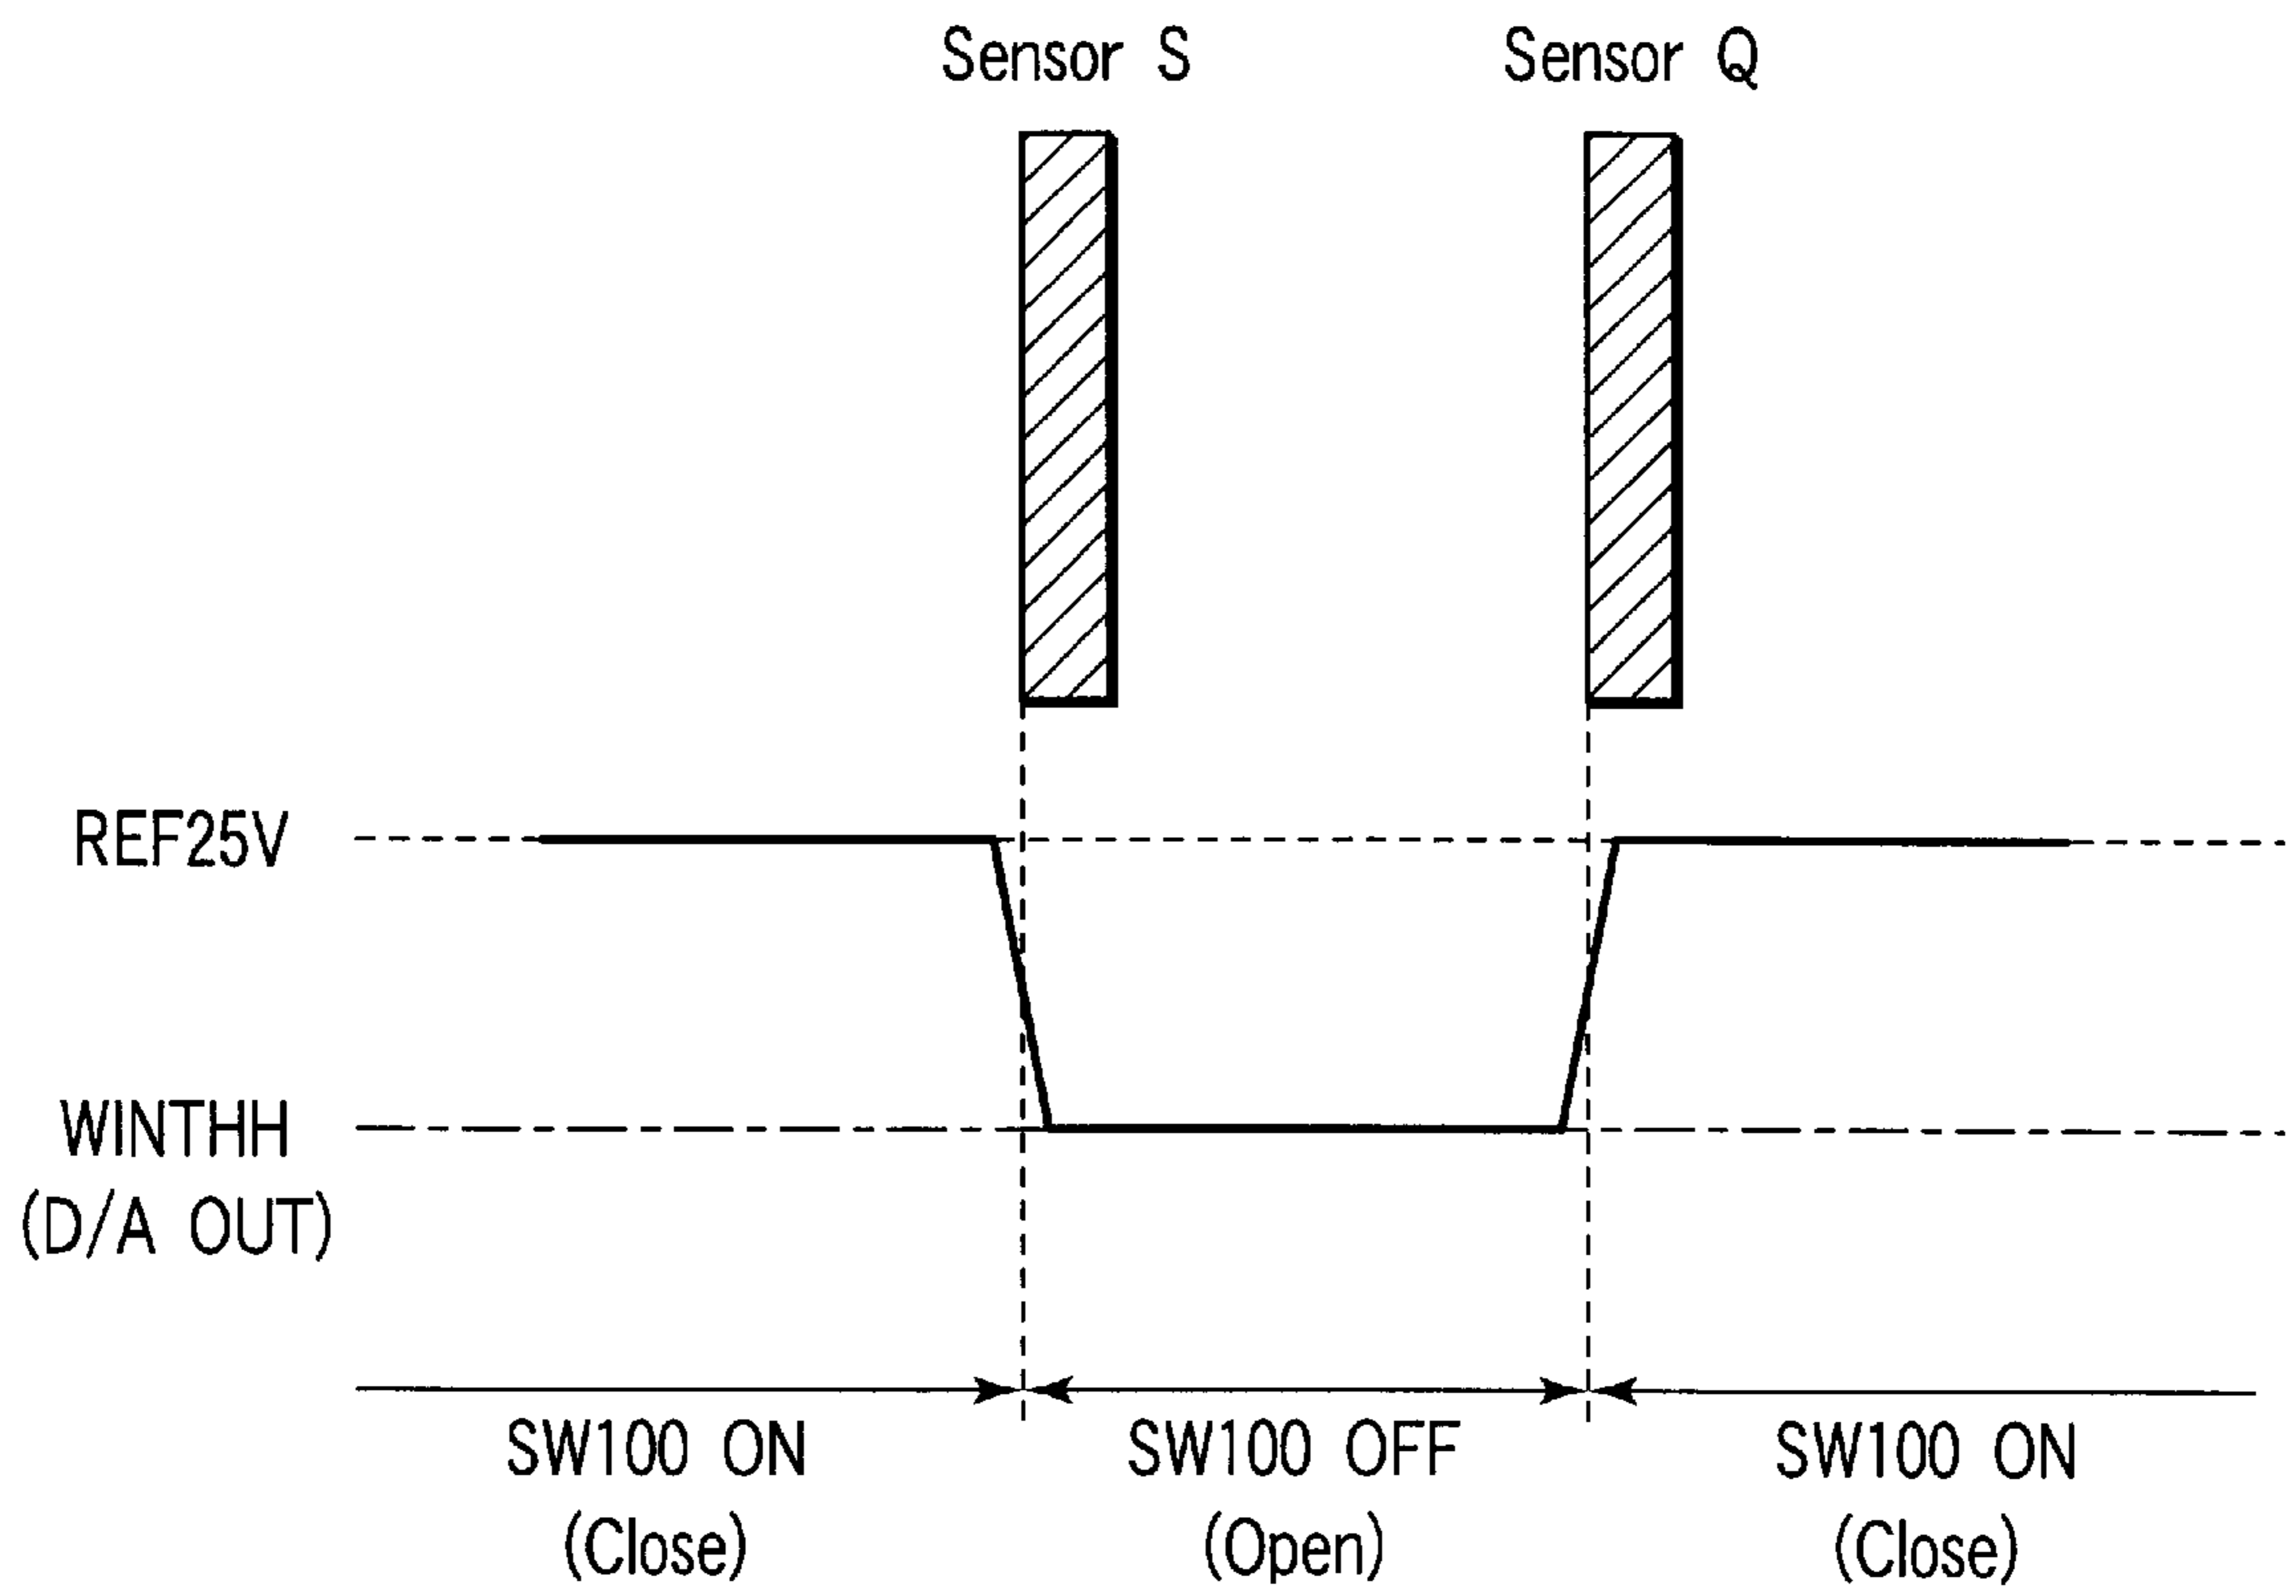 Sensor S
Sensor Q
REF25V
WINTHH
(D/A OUT)
SW100 ON
(Close)
SW100 OFF
(Open)
SW100 ON
(Close)